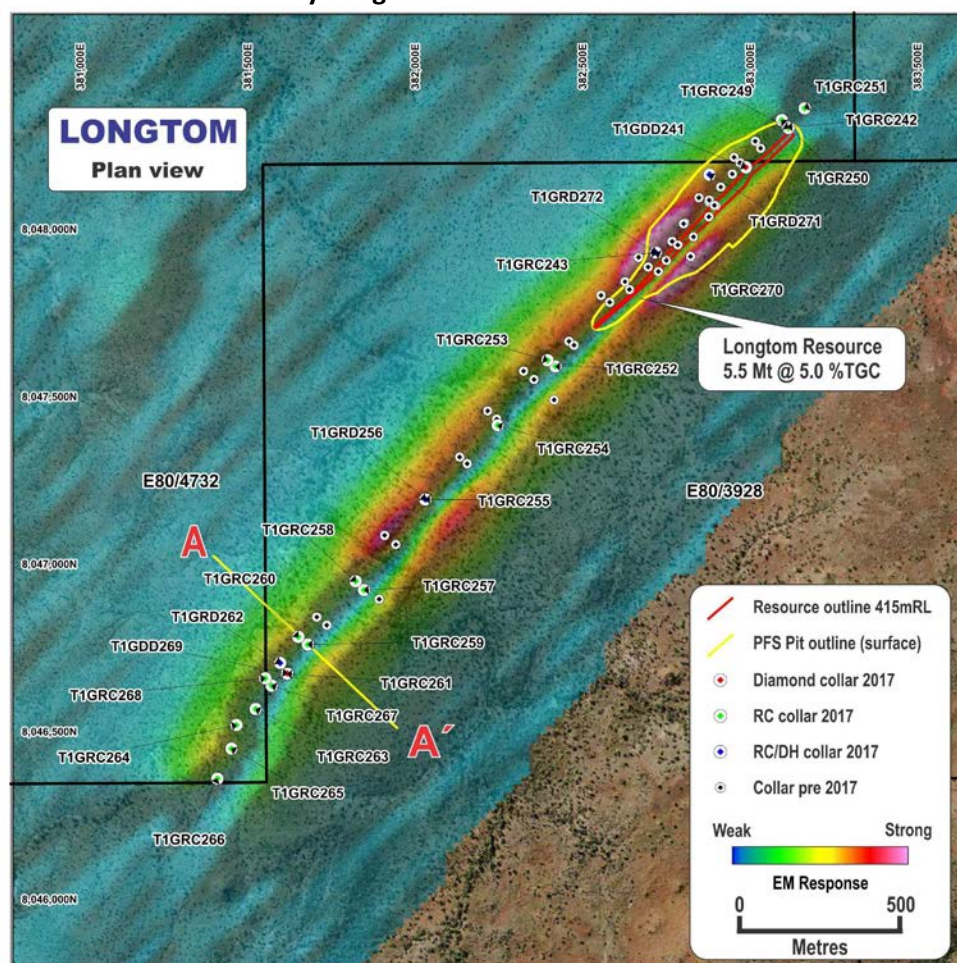 381,000E
381,500E
382,000E
382,500E
383,000E
383,500E
LONGTOM
Plan view
T1GRC249
T1GRC251
T1GDD241
T1GRC242
T1GRD272
T1GR250
T1GRD271
8,048,000N
T1GRC243
T1GRC270
T1GRC253
Longtom Resource
5.5 Mt @ 5.0 %TGC
T1GRC252
8,047,500N
T1GRD256
T1GRC254
E80/4732
E80/3928
T1GRC255
T1GRC258
A
8,047,000N
T1GRC260
T1GRC257
T1GRD262
T1GDD269
T1GRC259
T1GRC268
T1GRC261
T1GRC267
A´
8,046,500N
T1GRC264
T1GRC263
T1GRC265
T1GRC266
8,046,000N
Resource outline 415mRL
PFS Pit outline (surface)
Diamond collar 2017
RC collar 2017
RC/DH collar 2017
Collar pre 2017
Weak Strong
EM Response
0 500
Metres